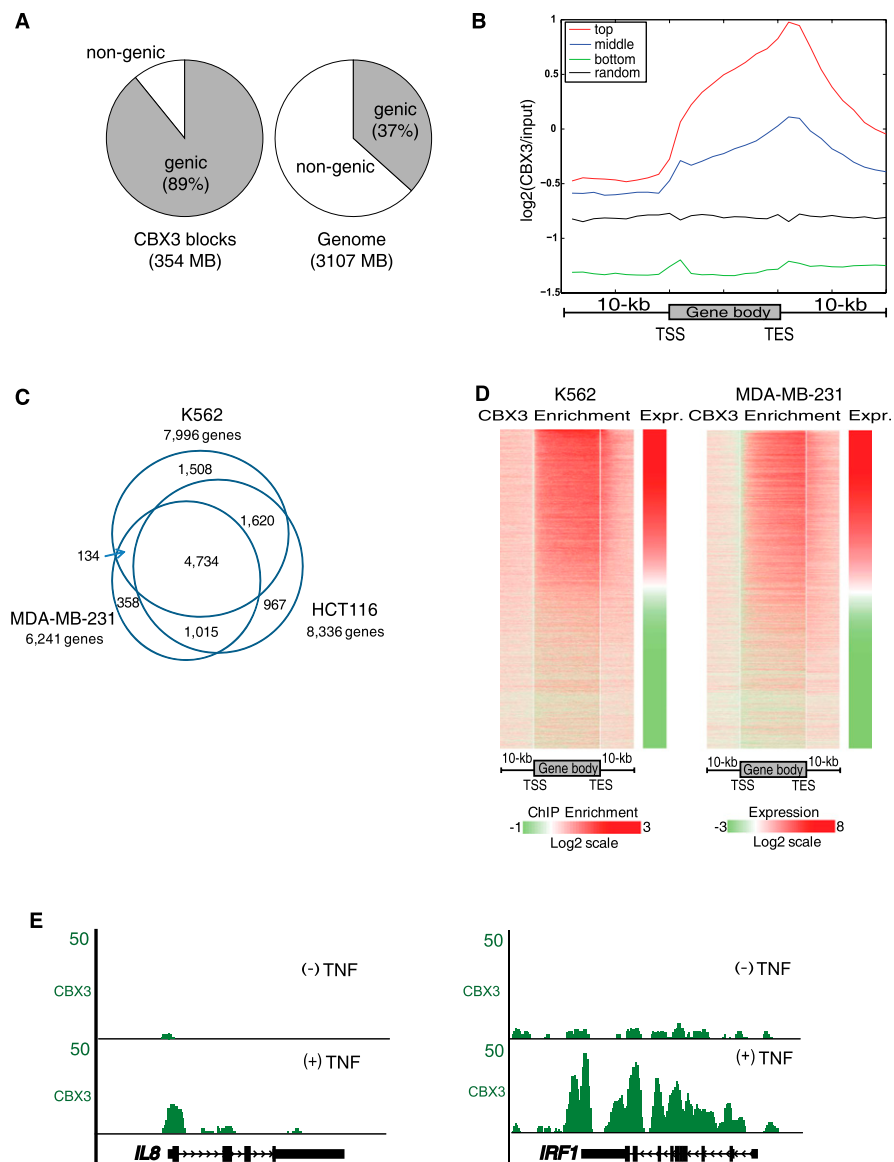 A
non-genic
genic
(89%)
CBX3 blocks
(354 MB)
genic
(37%)
non-genic
Genome
(3107 MB)
B
top
middle
bottom
random
log2(CBX3/input)
1
0.5
0
−0.5
−1
−1.5
10-kb
Gene body
10-kb
TSS
TES
C
K562
7,996 genes
1,508
1,620
134
4,734
358
967
1,015
MDA-MB-231
6,241 genes
HCT116
8,336 genes
D
K562
CBX3 Enrichment Expr.
MDA-MB-231
CBX3 Enrichment Expr.
10-kb
Gene body
10-kb
TSS
TES
10-kb
Gene body
10-kb
TSS
TES
ChIP Enrichment
-1
3
Log2 scale
Expression
-3
8
Log2 scale
E
50
CBX3
(-) TNF
50
CBX3
(+) TNF
IL8
50
CBX3
(-) TNF
50
CBX3
(+) TNF
IRF1